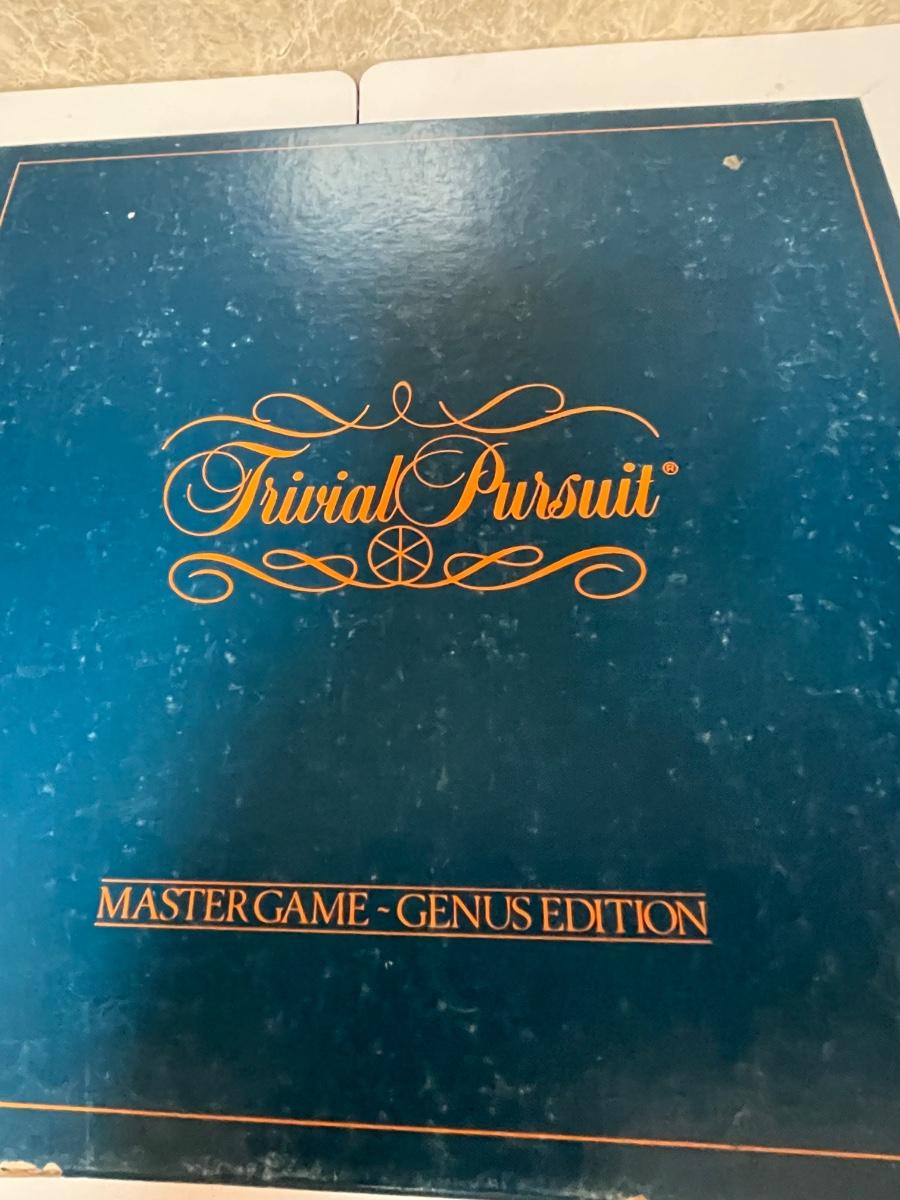 Trivial Pursuit®
MASTER GAME ~ GENUS EDITION